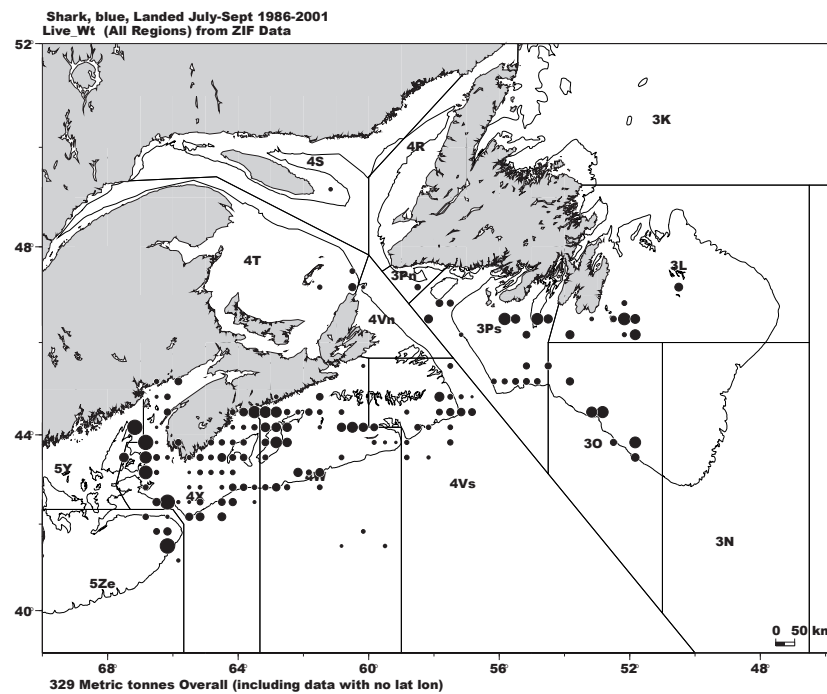 Shark, blue, Landed July-Sept 1986-2001
Live_Wt (All Regions) from ZIF Data
52
3K
4R
4S
48
4T
3L
3Pn
4Vn
3Ps
44
3O
5Y
4W
4X
4Vs
3N
5Ze
40
0 50 km
68 64 60 56 52 48
329 Metric tonnes Overall (including data with no lat lon)